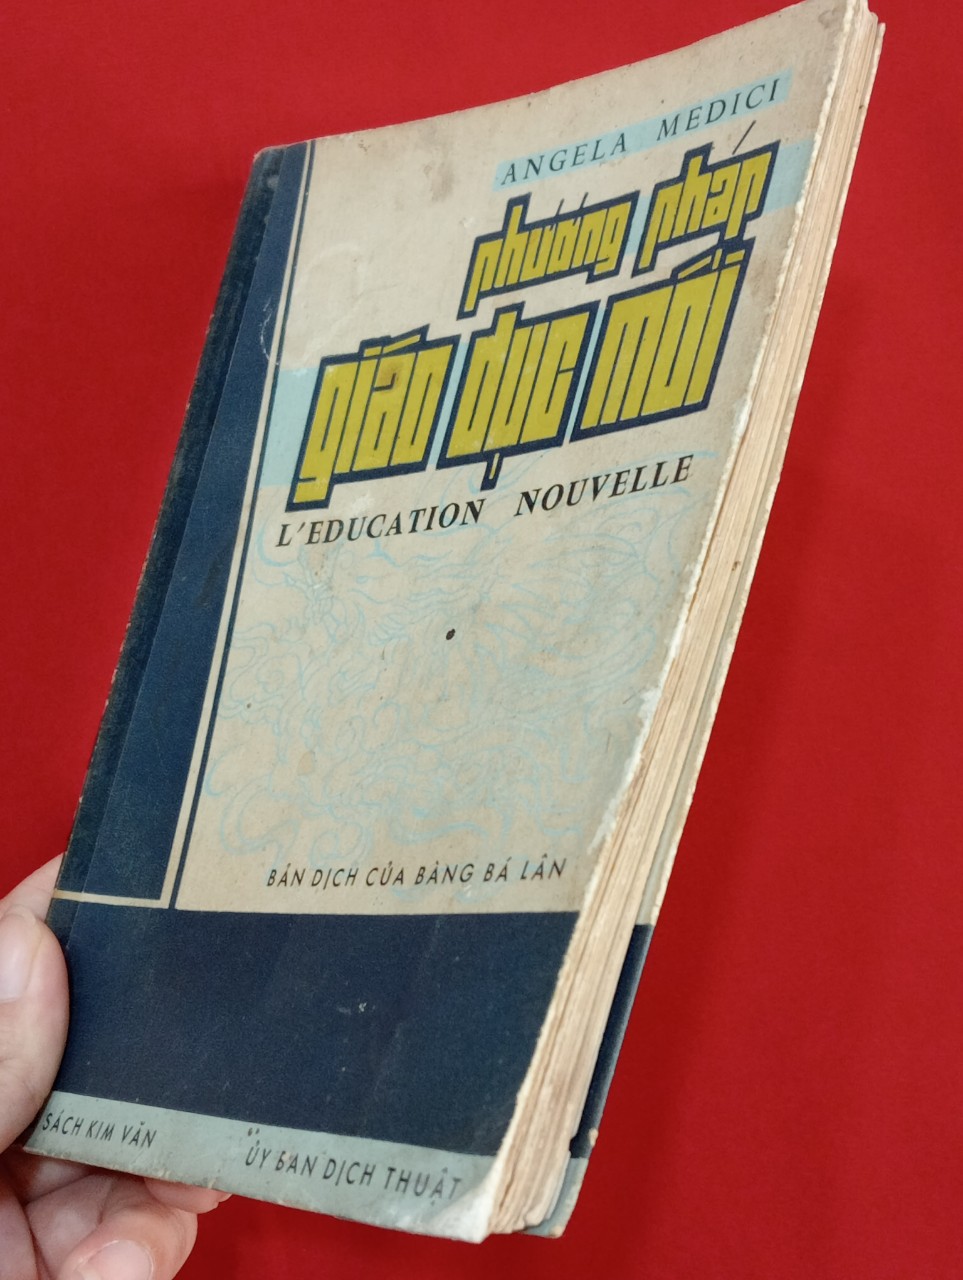 ANGELA MEDICI
phương pháp
giáo dục mới
L'EDUCATION NOUVELLE
BẢN DỊCH CỦA BÀNG BÁ LÂN
SÁCH KIM VĂN
ỦY BAN DỊCH THUẬT